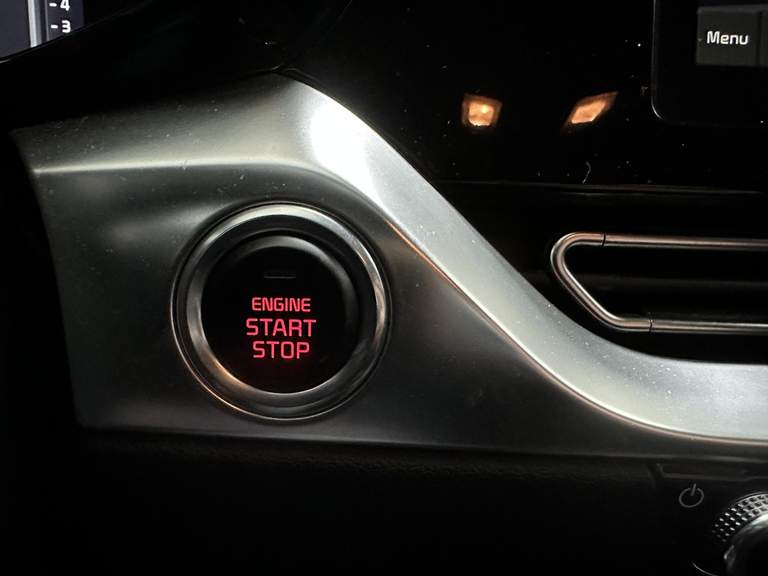 -4
-3
Menu
ENGINE
START
STOP